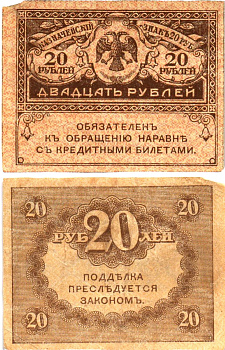 КАЗНАЧЕЙСКІЙ ЗНАКЪ 20 РУБ.
20 20
РУБЛЕЙ РУБЛЕЙ
ДВАДЦАТЬ РУБЛЕЙ
ОБЯЗАТЕЛЕНЪ
КЪ ОБРАЩЕНІЮ НАРАВНѢ
СЪ КРЕДИТНЫМИ БИЛЕТАМИ.
20 20
РУБ 20 ЛЕЙ
ПОДДѢЛКА
ПРЕСЛѢДУЕТСЯ
ЗАКОНОМЪ.
20 20